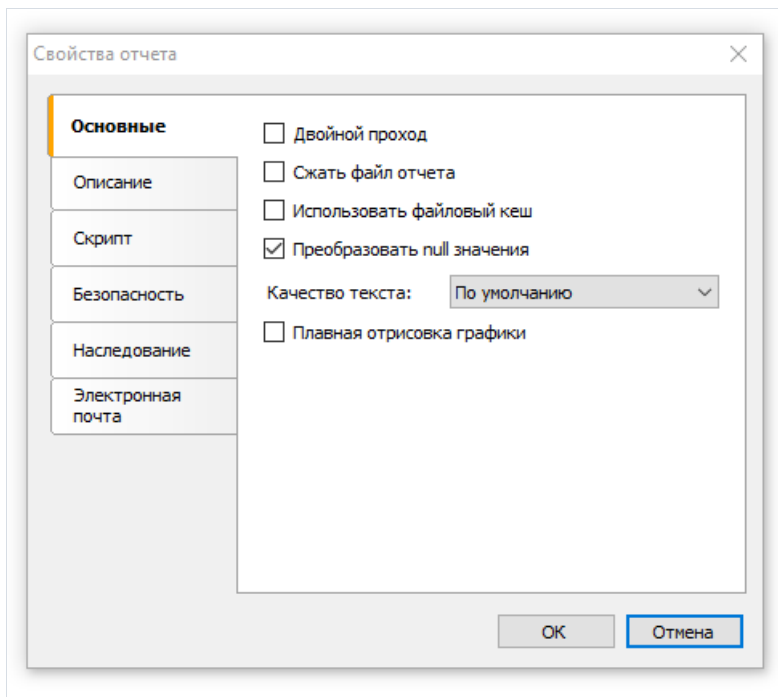 Свойства отчета
Основные
Описание
Скрипт
Безопасность
Наследование
Электронная
почта
Двойной проход
Сжать файл отчета
Использовать файловый кеш
Преобразовать null значения
Качество текста: По умолчанию
Плавная отрисовка графики
ОК Отмена